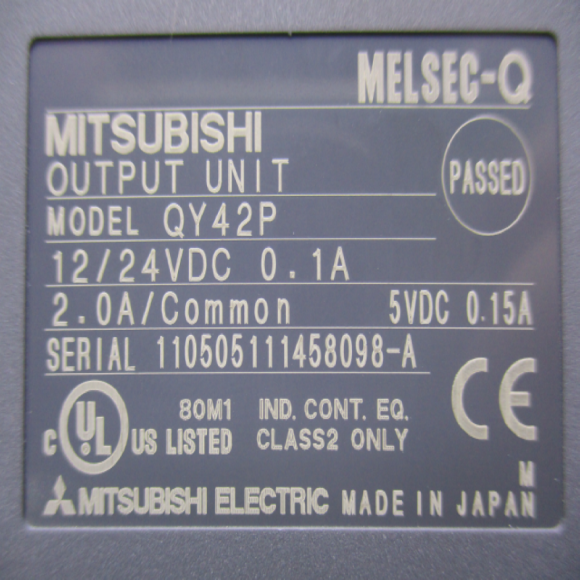 MELSEC-Q
MITSUBISHI
OUTPUT UNIT
PASSED
MODEL QY42P
12/24VDC 0.1A
2.0A/Common 5VDC 0.15A
SERIAL 110505111458098-A
CE
80M1 IND. CONT. EQ.
C UL US LISTED CLASS2 ONLY
M
MITSUBISHI ELECTRIC MADE IN JAPAN